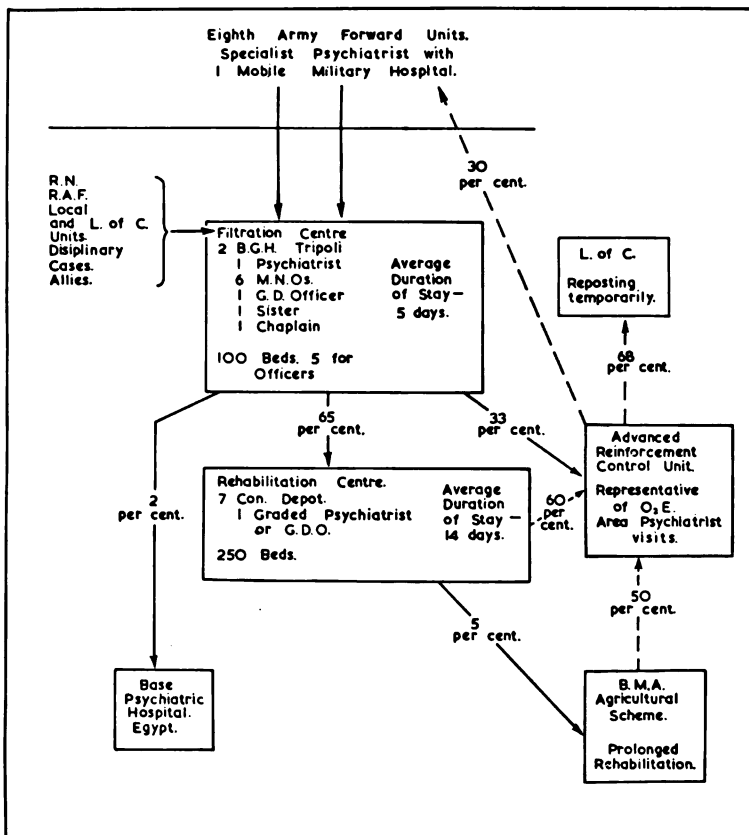 Eighth Army Forward Units.
Specialist Psychiatrist with
1 Mobile Military Hospital.
30
per cent.
R.N.
R.A.F.
Local
and L. of C.
Units.
Disiplinary
Cases.
Allies.
Filtration Centre
2 B.G.H. Tripoli
1 Psychiatrist
6 M.N.Os.
1 G.D. Officer
1 Sister
1 Chaplain
100 Beds. 5 for
Officers
Average
Duration
of Stay—
5 days.
L. of C.
Reposting
temporarily.
68
per cent.
65
per cent.
33
per cent.
2
per cent.
Rehabilitation Centre.
7 Con. Depot.
1 Graded Psychiatrist
or G.D.O.
250 Beds.
Average
Duration
of Stay—
14 days.
60
per cent.
Advanced
Reinforcement
Control Unit.
Representative
of O₂E.
Area Psychiatrist
visits.
50
per cent.
5
per cent.
Base
Psychiatric
Hospital.
Egypt.
B.M.A.
Agricultural
Scheme.
Prolonged
Rehabilitation.